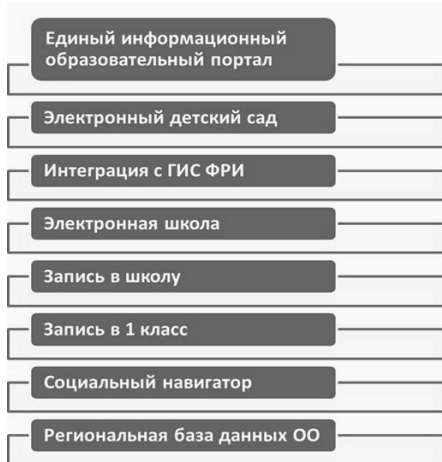 Единый информационный
образовательный портал
Электронный детский сад
Интеграция с ГИС ФРИ
Электронная школа
Запись в школу
Запись в 1 класс
Социальный навигатор
Региональная база данных ОО